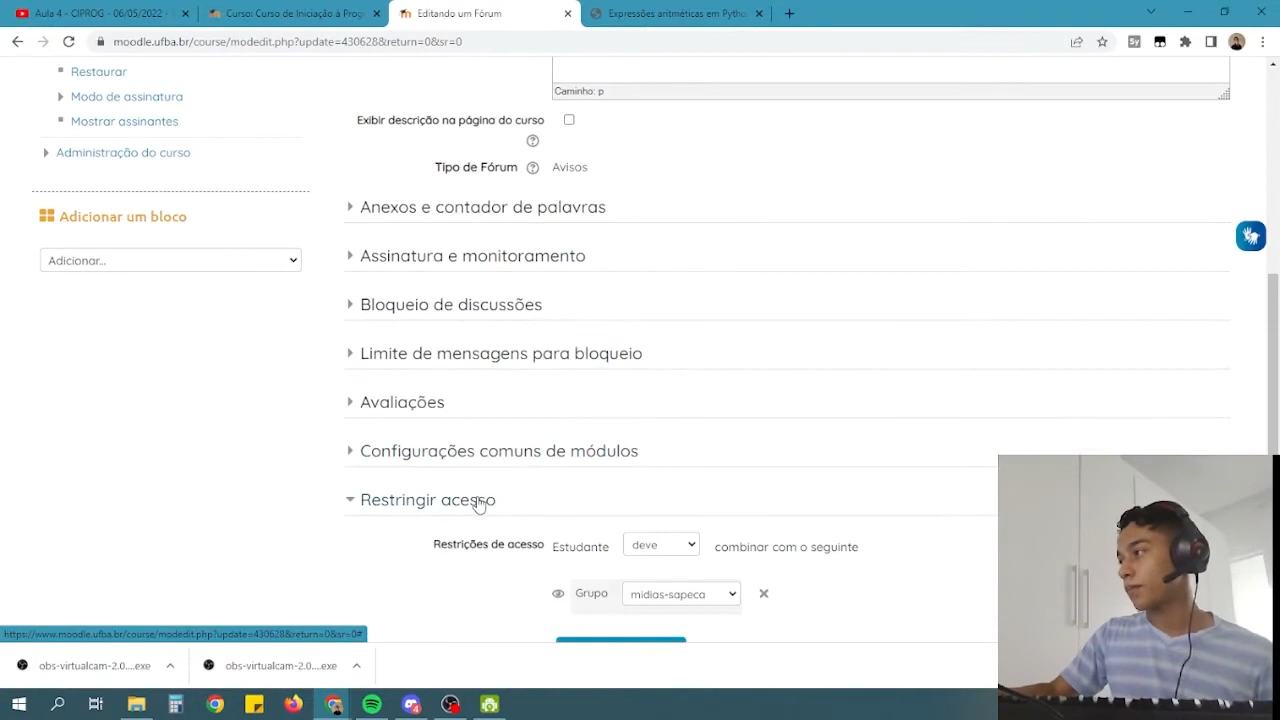 Aula 4 - CIPROG - 06/05/2022 -
Curso: Curso de Iniciação à Prog
Editando um Fórum
Expressões aritméticas em Pytho
moodle.ufba.br/course/modedit.php?update=430628&return=0&sr=0
Restaurar
Modo de assinatura
Mostrar assinantes
Administração do curso
Adicionar um bloco
Adicionar...
Caminho: p
Exibir descrição na página do curso
Tipo de Fórum Avisos
Anexos e contador de palavras
Assinatura e monitoramento
Bloqueio de discussões
Limite de mensagens para bloqueio
Avaliações
Configurações comuns de módulos
Restringir acesso
Restrições de acesso Estudante deve combinar com o seguinte
Grupo midias-sapeca
https://www.moodle.ufba.br/course/modedit.php?update=430628&return=0&sr=0#
obs-virtualcam-2.0....exe
obs-virtualcam-2.0....exe